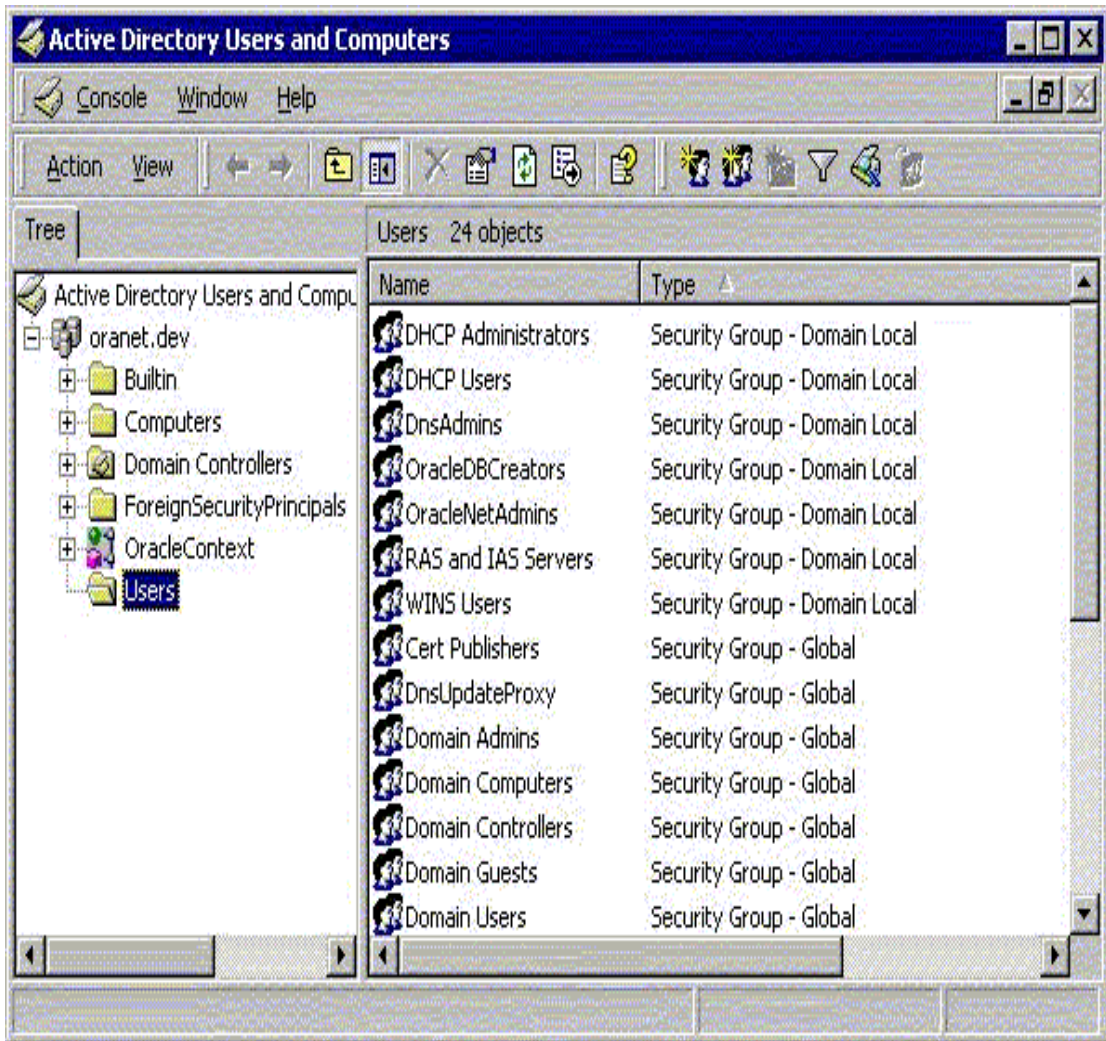 Active Directory Users and Computers
Console Window Help
Action View
Tree
Users 24 objects
Active Directory Users and Compu
oranet.dev
Builtin
Computers
Domain Controllers
ForeignSecurityPrincipals
OracleContext
Users
Name Type
DHCP Administrators Security Group - Domain Local
DHCP Users Security Group - Domain Local
DnsAdmins Security Group - Domain Local
OracleDBCreators Security Group - Domain Local
OracleNetAdmins Security Group - Domain Local
RAS and IAS Servers Security Group - Domain Local
WINS Users Security Group - Domain Local
Cert Publishers Security Group - Global
DnsUpdateProxy Security Group - Global
Domain Admins Security Group - Global
Domain Computers Security Group - Global
Domain Controllers Security Group - Global
Domain Guests Security Group - Global
Domain Users Security Group - Global